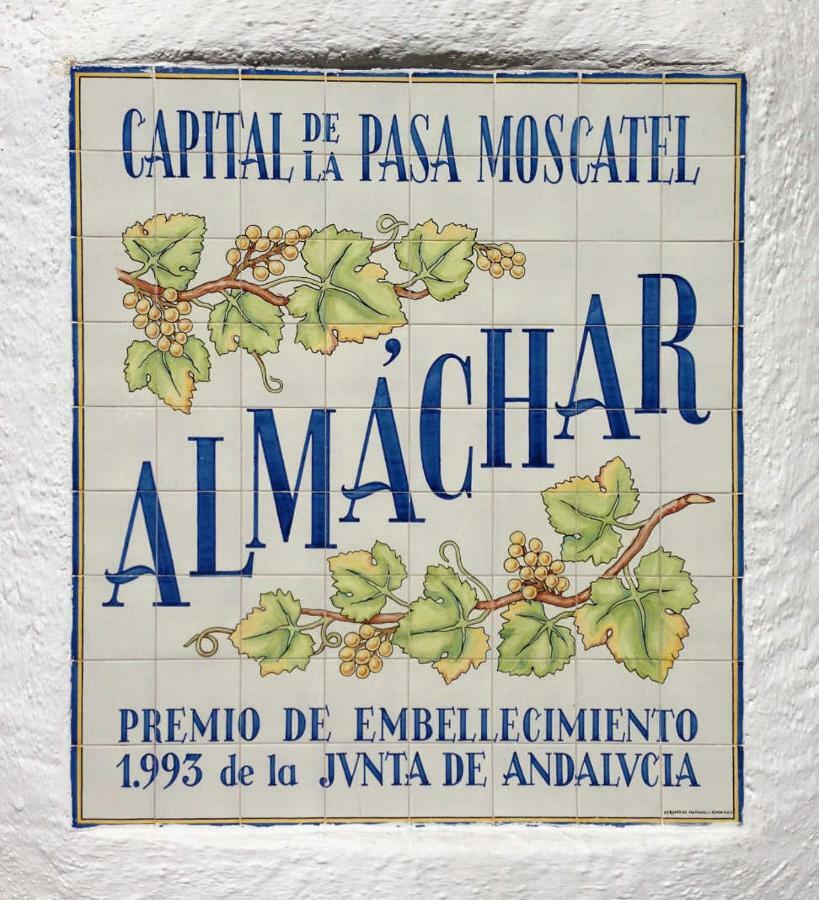 CAPITAL DE LA PASA MOSCATEL
ALMÁCHAR
PREMIO DE EMBELLECIMIENTO
1.993 de la JVNTA DE ANDALVCIA